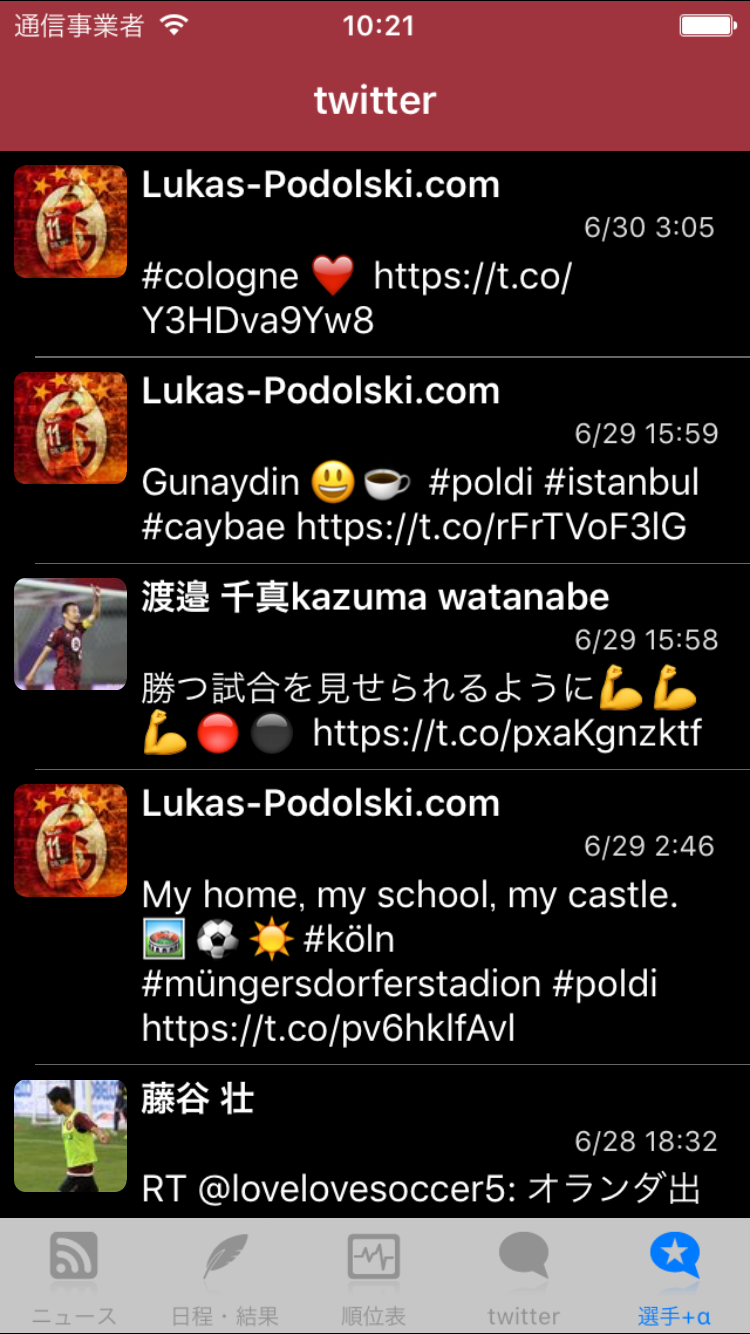 通信事業者 10:21
twitter
Lukas-Podolski.com
6/30 3:05
#cologne ❤️ https://t.co/
Y3HDva9Yw8
Lukas-Podolski.com
6/29 15:59
Gunaydin 😃☕️ #poldi #istanbul
#caybae https://t.co/rFrTVoF3lG
渡邉 千真kazuma watanabe
6/29 15:58
勝つ試合を見せられるように💪💪
💪🔴⚫️ https://t.co/pxaKgnzktf
Lukas-Podolski.com
6/29 2:46
My home, my school, my castle.
🏟⚽️☀️#köln
#müngersdorferstadion #poldi
https://t.co/pv6hklfAvl
藤谷 壮
6/28 18:32
RT @lovelovesoccer5: オランダ出
ニュース 日程・結果 順位表 twitter 選手+α